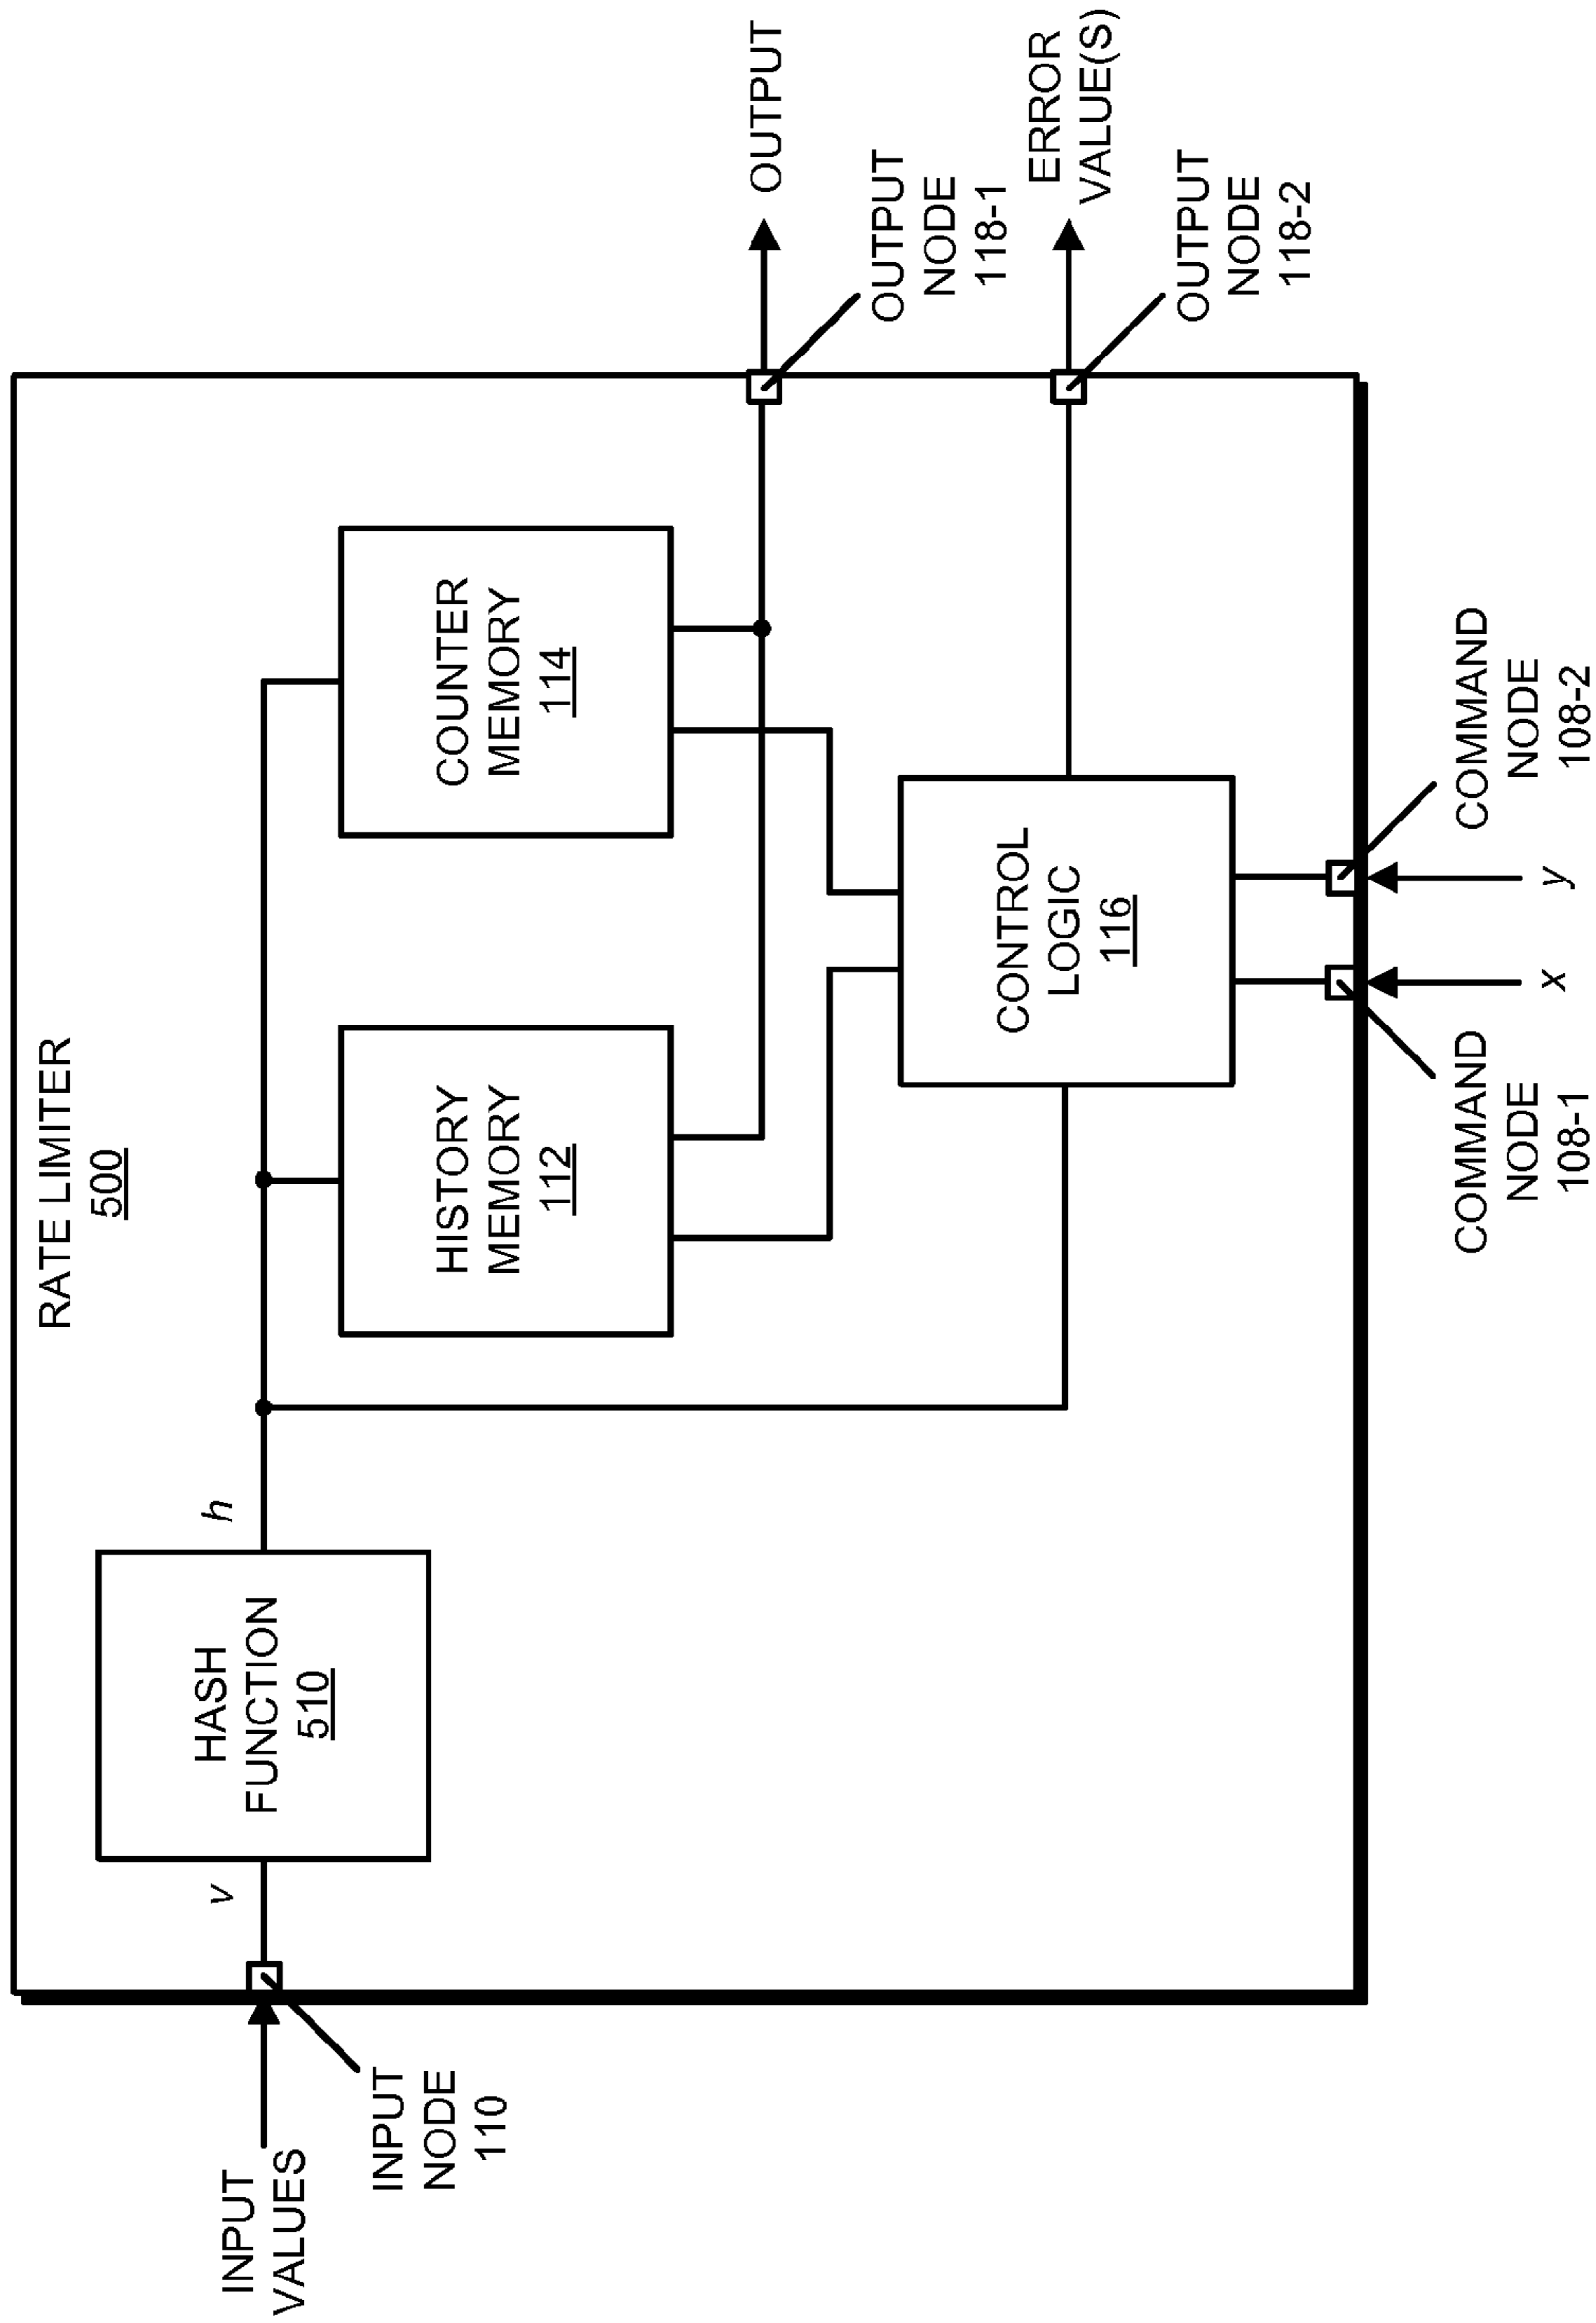 RATE LIMITER
500
INPUT
VALUES
INPUT
NODE
110
v
HASH
FUNCTION
510
h
HISTORY
MEMORY
112
COUNTER
MEMORY
114
CONTROL
LOGIC
116
OUTPUT
OUTPUT
NODE
118-1
ERROR
VALUE(S)
OUTPUT
NODE
118-2
COMMAND
NODE
108-1
x
y
COMMAND
NODE
108-2